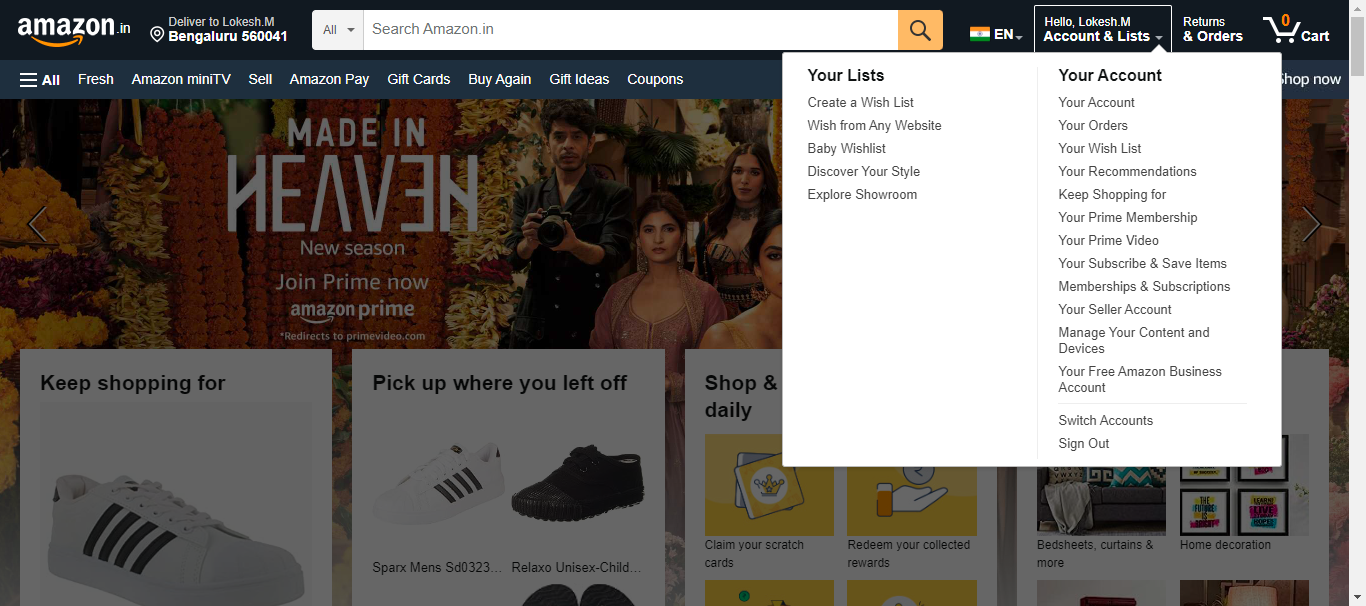 amazon.in
Deliver to Lokesh.M
Bengaluru 560041
All
Search Amazon.in
EN
Hello, Lokesh.M
Account & Lists
Returns
& Orders
0
Cart
All
Fresh
Amazon miniTV
Sell
Amazon Pay
Gift Cards
Buy Again
Gift Ideas
Coupons
Shop now
Your Lists
Create a Wish List
Wish from Any Website
Baby Wishlist
Discover Your Style
Explore Showroom
Your Account
Your Account
Your Orders
Your Wish List
Your Recommendations
Keep Shopping for
Your Prime Membership
Your Prime Video
Your Subscribe & Save Items
Memberships & Subscriptions
Your Seller Account
Manage Your Content and
Devices
Your Free Amazon Business
Account
Switch Accounts
Sign Out
MADE IN
HEAVEN
New season
Join Prime now
amazon prime
*Redirects to primevideo.com
Keep shopping for
Pick up where you left off
Sparx Mens Sd0323...
Relaxo Unisex-Child...
Shop &
daily
Claim your scratch
cards
Redeem your collected
rewards
Bedsheets, curtains &
more
THE
FUTURE
IS
Home decoration